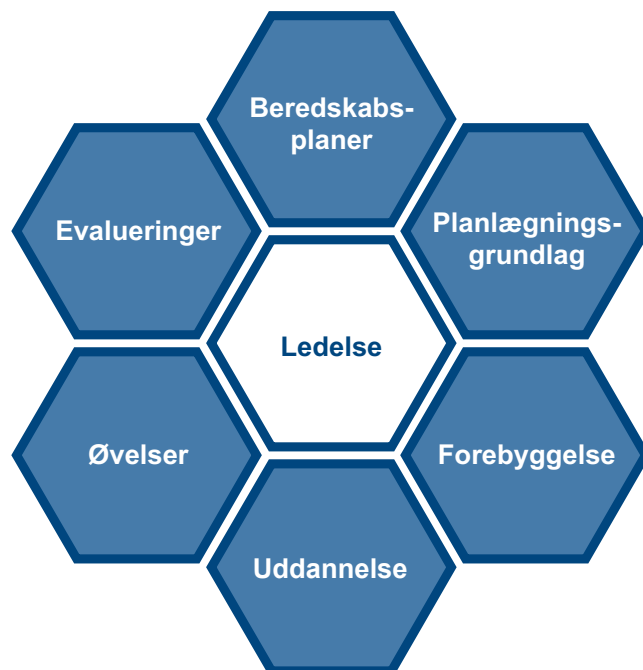 Beredskabs-
planer
Evalueringer
Planlægnings-
grundlag
Ledelse
Øvelser
Forebyggelse
Uddannelse